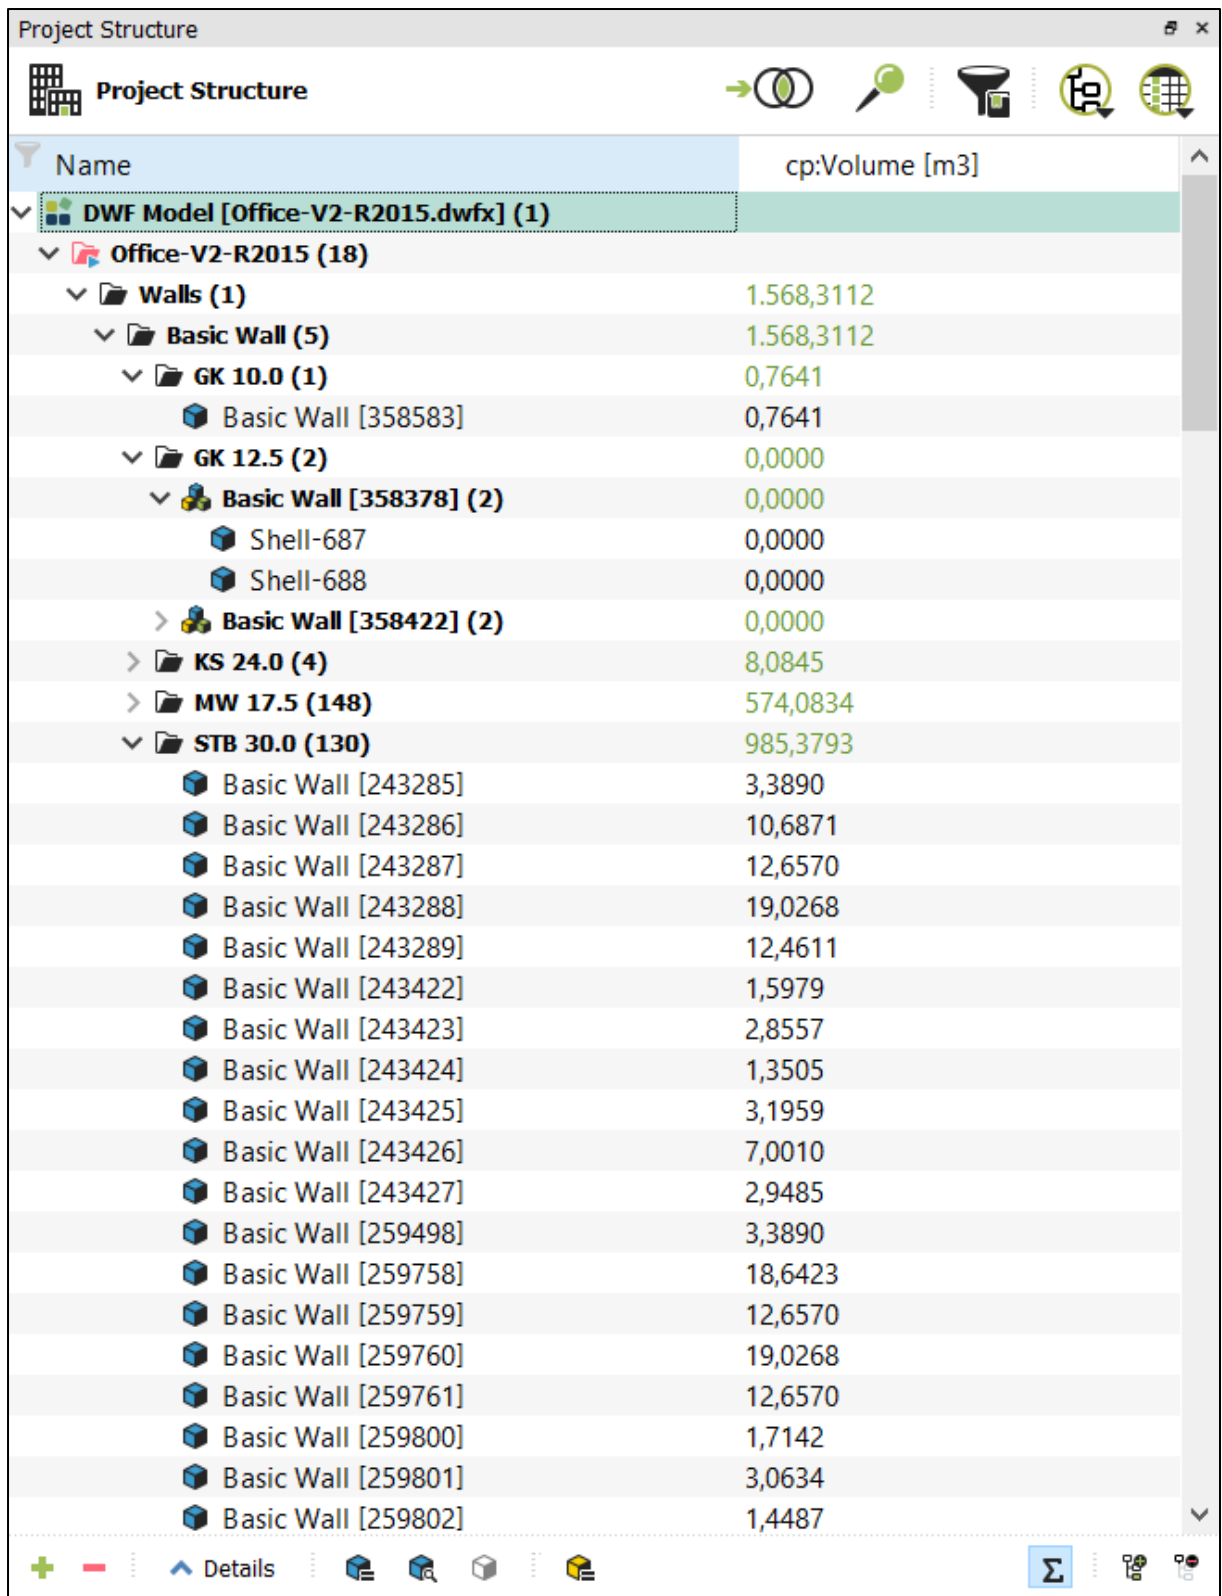 Project Structure
Project Structure
Name cp:Volume [m3]
DWF Model [Office-V2-R2015.dwfx] (1)
Office-V2-R2015 (18)
Walls (1) 1.568,3112
Basic Wall (5) 1.568,3112
GK 10.0 (1) 0,7641
Basic Wall [358583] 0,7641
GK 12.5 (2) 0,0000
Basic Wall [358378] (2) 0,0000
Shell-687 0,0000
Shell-688 0,0000
Basic Wall [358422] (2) 0,0000
KS 24.0 (4) 8,0845
MW 17.5 (148) 574,0834
STB 30.0 (130) 985,3793
Basic Wall [243285] 3,3890
Basic Wall [243286] 10,6871
Basic Wall [243287] 12,6570
Basic Wall [243288] 19,0268
Basic Wall [243289] 12,4611
Basic Wall [243422] 1,5979
Basic Wall [243423] 2,8557
Basic Wall [243424] 1,3505
Basic Wall [243425] 3,1959
Basic Wall [243426] 7,0010
Basic Wall [243427] 2,9485
Basic Wall [259498] 3,3890
Basic Wall [259758] 18,6423
Basic Wall [259759] 12,6570
Basic Wall [259760] 19,0268
Basic Wall [259761] 12,6570
Basic Wall [259800] 1,7142
Basic Wall [259801] 3,0634
Basic Wall [259802] 1,4487
Details Σ